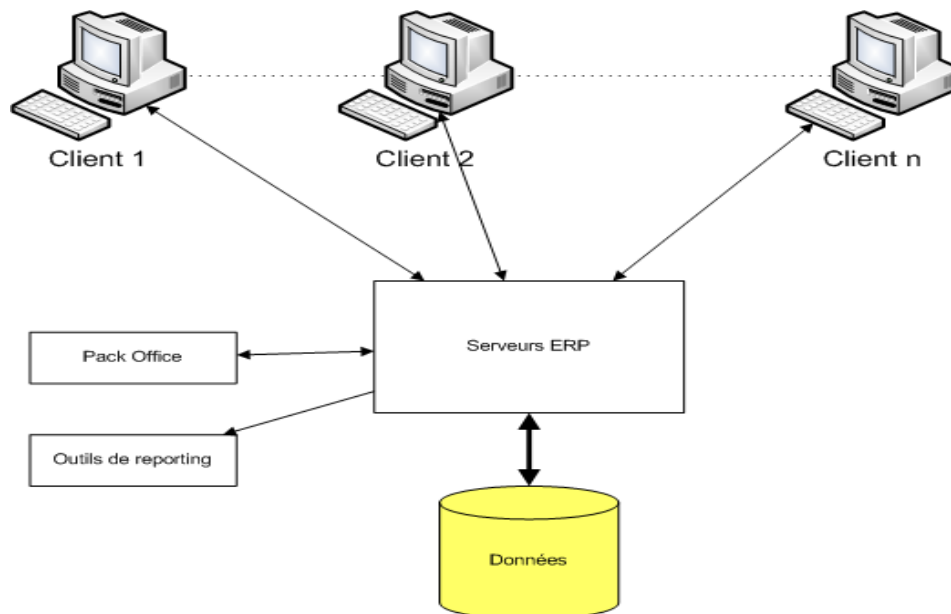 Client 1
Client 2
Client n
Serveurs ERP
Pack Office
Outils de reporting
Données